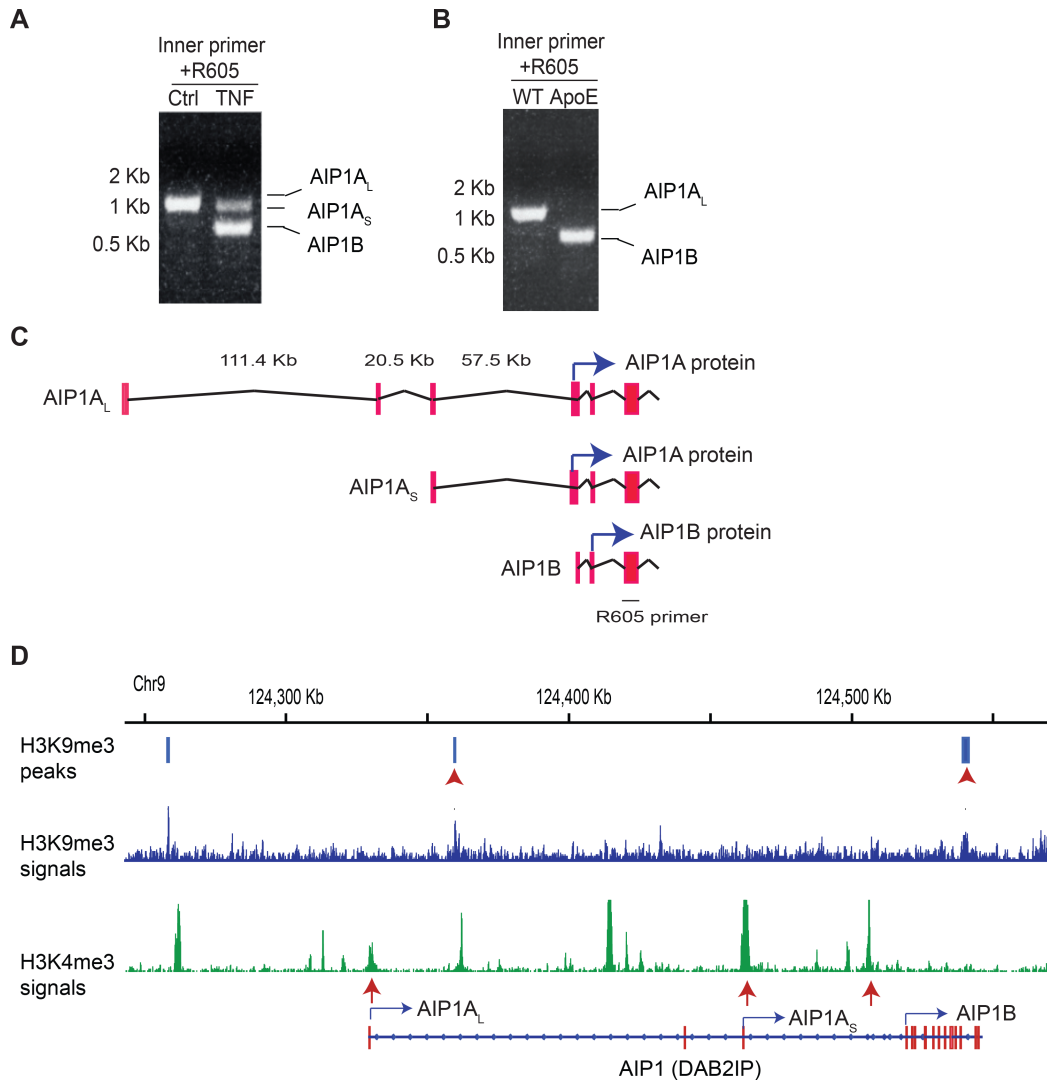 A
Inner primer
+R605
Ctrl TNF
2 Kb
1 Kb
0.5 Kb
AIP1AL
AIP1AS
AIP1B
B
Inner primer
+R605
WT ApoE
2 Kb
1 Kb
0.5 Kb
AIP1AL
AIP1B
C
111.4 Kb 20.5 Kb 57.5 Kb
AIP1A protein
AIP1AL
AIP1A protein
AIP1AS
AIP1B protein
AIP1B
R605 primer
D
Chr9
124,300 Kb 124,400 Kb 124,500 Kb
H3K9me3
peaks
H3K9me3
signals
H3K4me3
signals
AIP1AL
AIP1AS
AIP1B
AIP1 (DAB2IP)